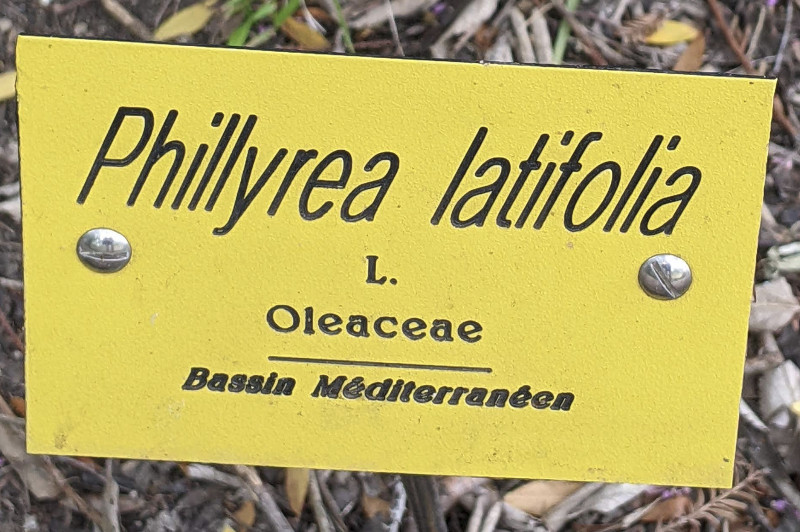 Phillyrea latifolia
L.
Oleaceae
Bassin Méditerranéen